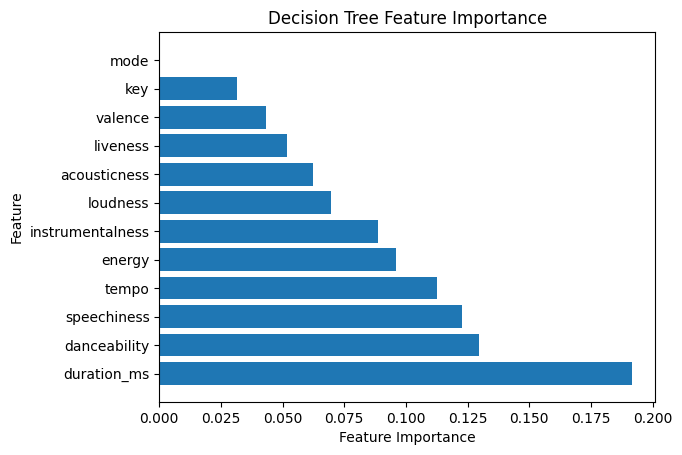 Decision Tree Feature Importance
mode
key
valence
liveness
acousticness
loudness
instrumentalness
energy
tempo
speechiness
danceability
duration_ms
Feature
0.000 0.025 0.050 0.075 0.100 0.125 0.150 0.175 0.200
Feature Importance